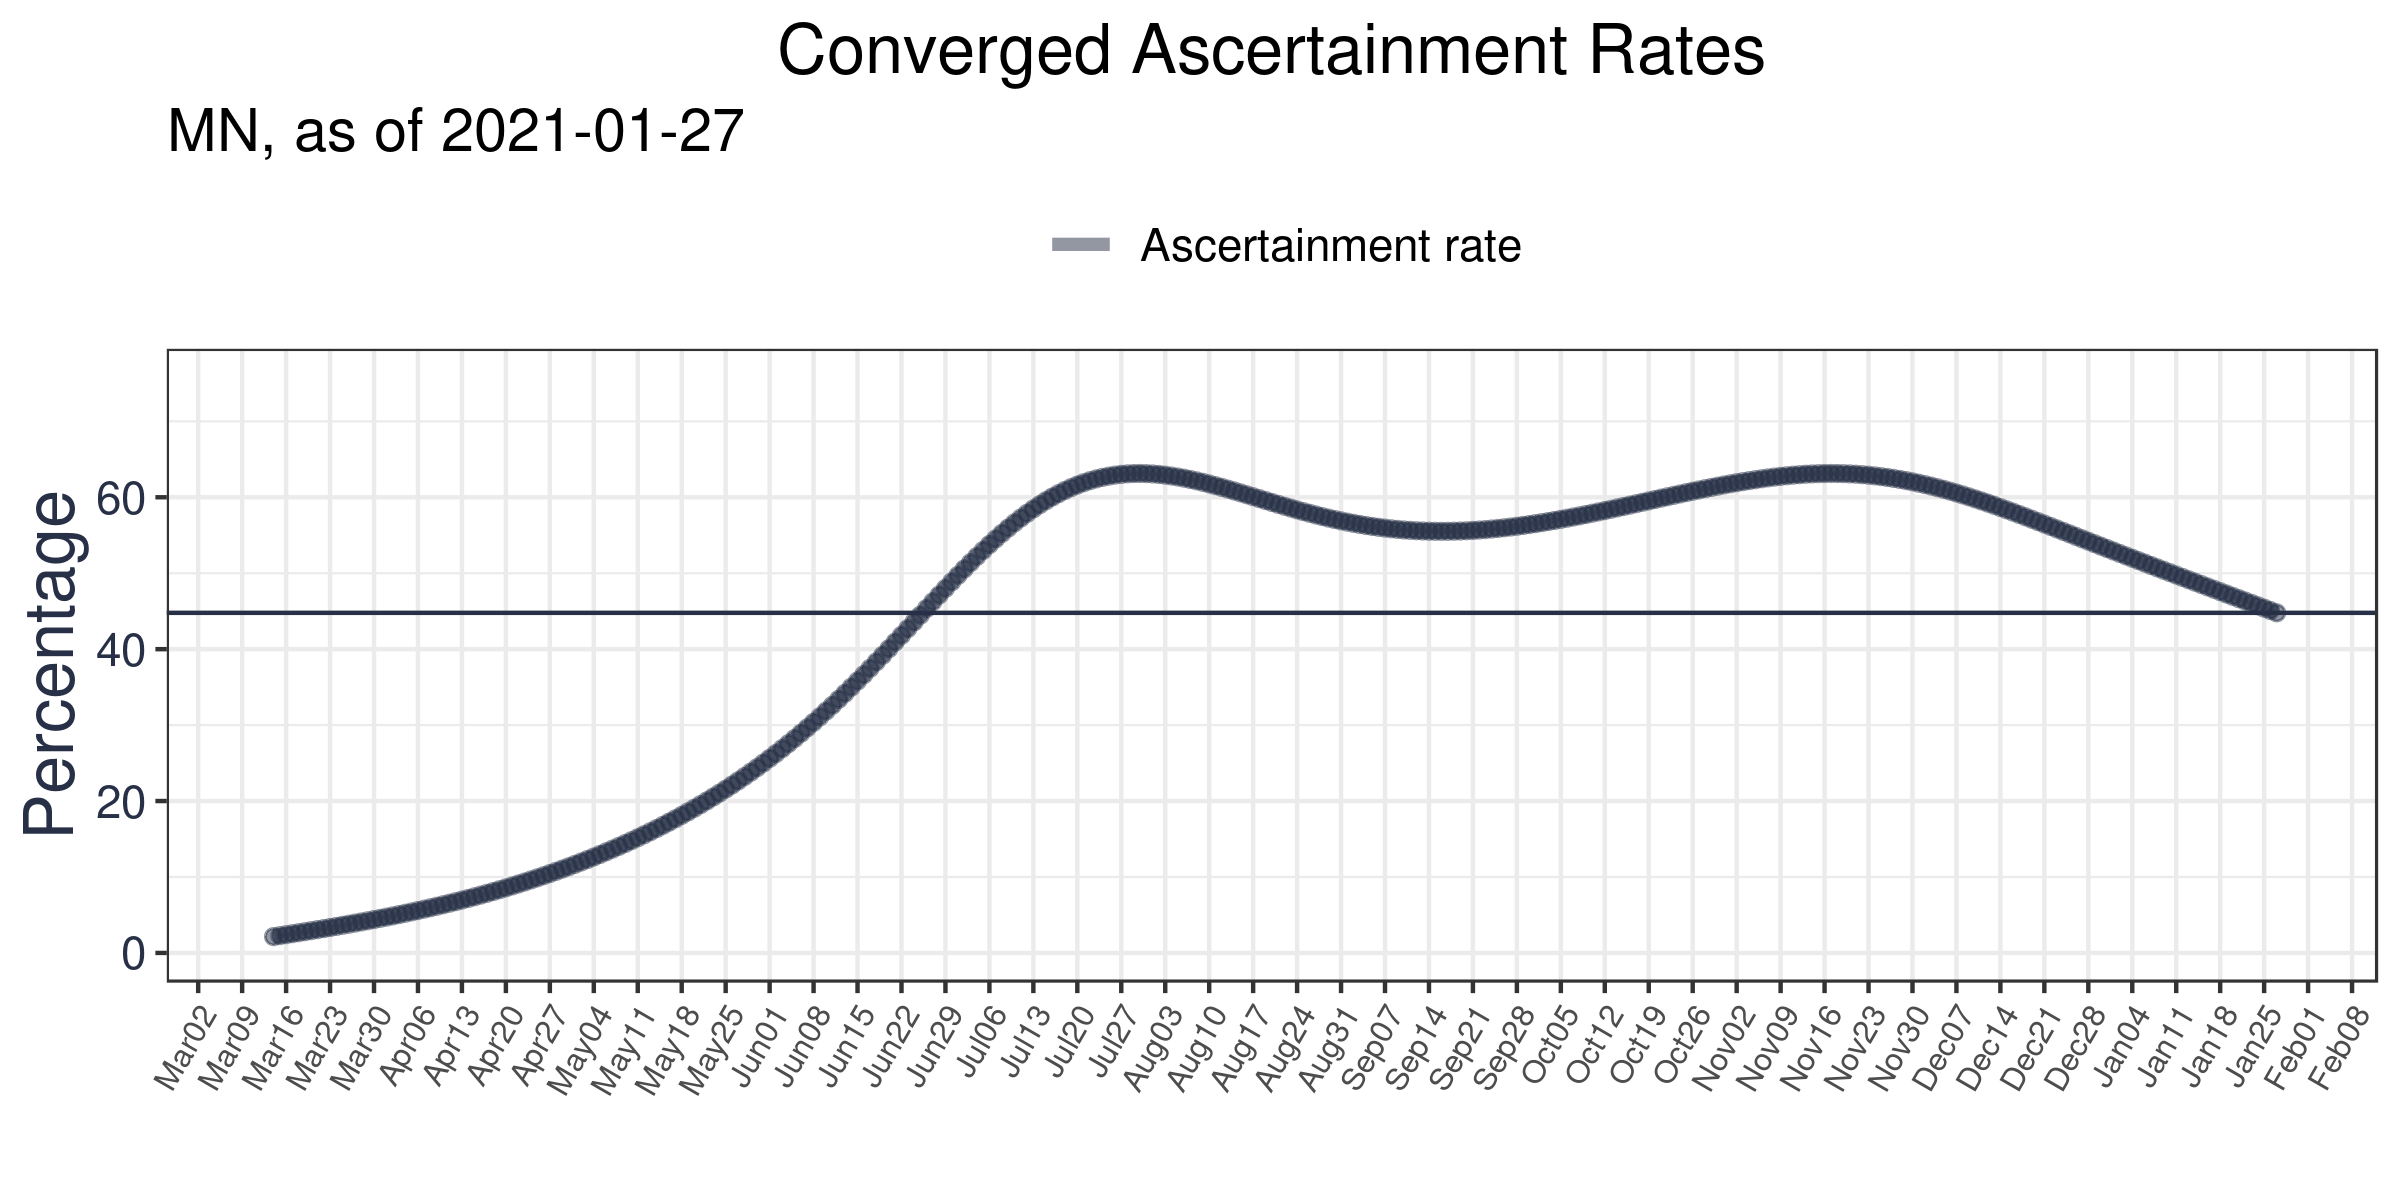 Converged Ascertainment Rates
MN, as of 2021-01-27
Ascertainment rate
Percentage
60
40
20
0
Mar02 Mar09 Mar16 Mar23 Mar30 Apr06 Apr13 Apr20 Apr27 May04 May11 May18 May25 Jun01 Jun08 Jun15 Jun22 Jun29 Jul06 Jul13 Jul20 Jul27 Aug03 Aug10 Aug17 Aug24 Aug31 Sep07 Sep14 Sep21 Sep28 Oct05 Oct12 Oct19 Oct26 Nov02 Nov09 Nov16 Nov23 Nov30 Dec07 Dec14 Dec21 Dec28 Jan04 Jan11 Jan18 Jan25 Feb01 Feb08